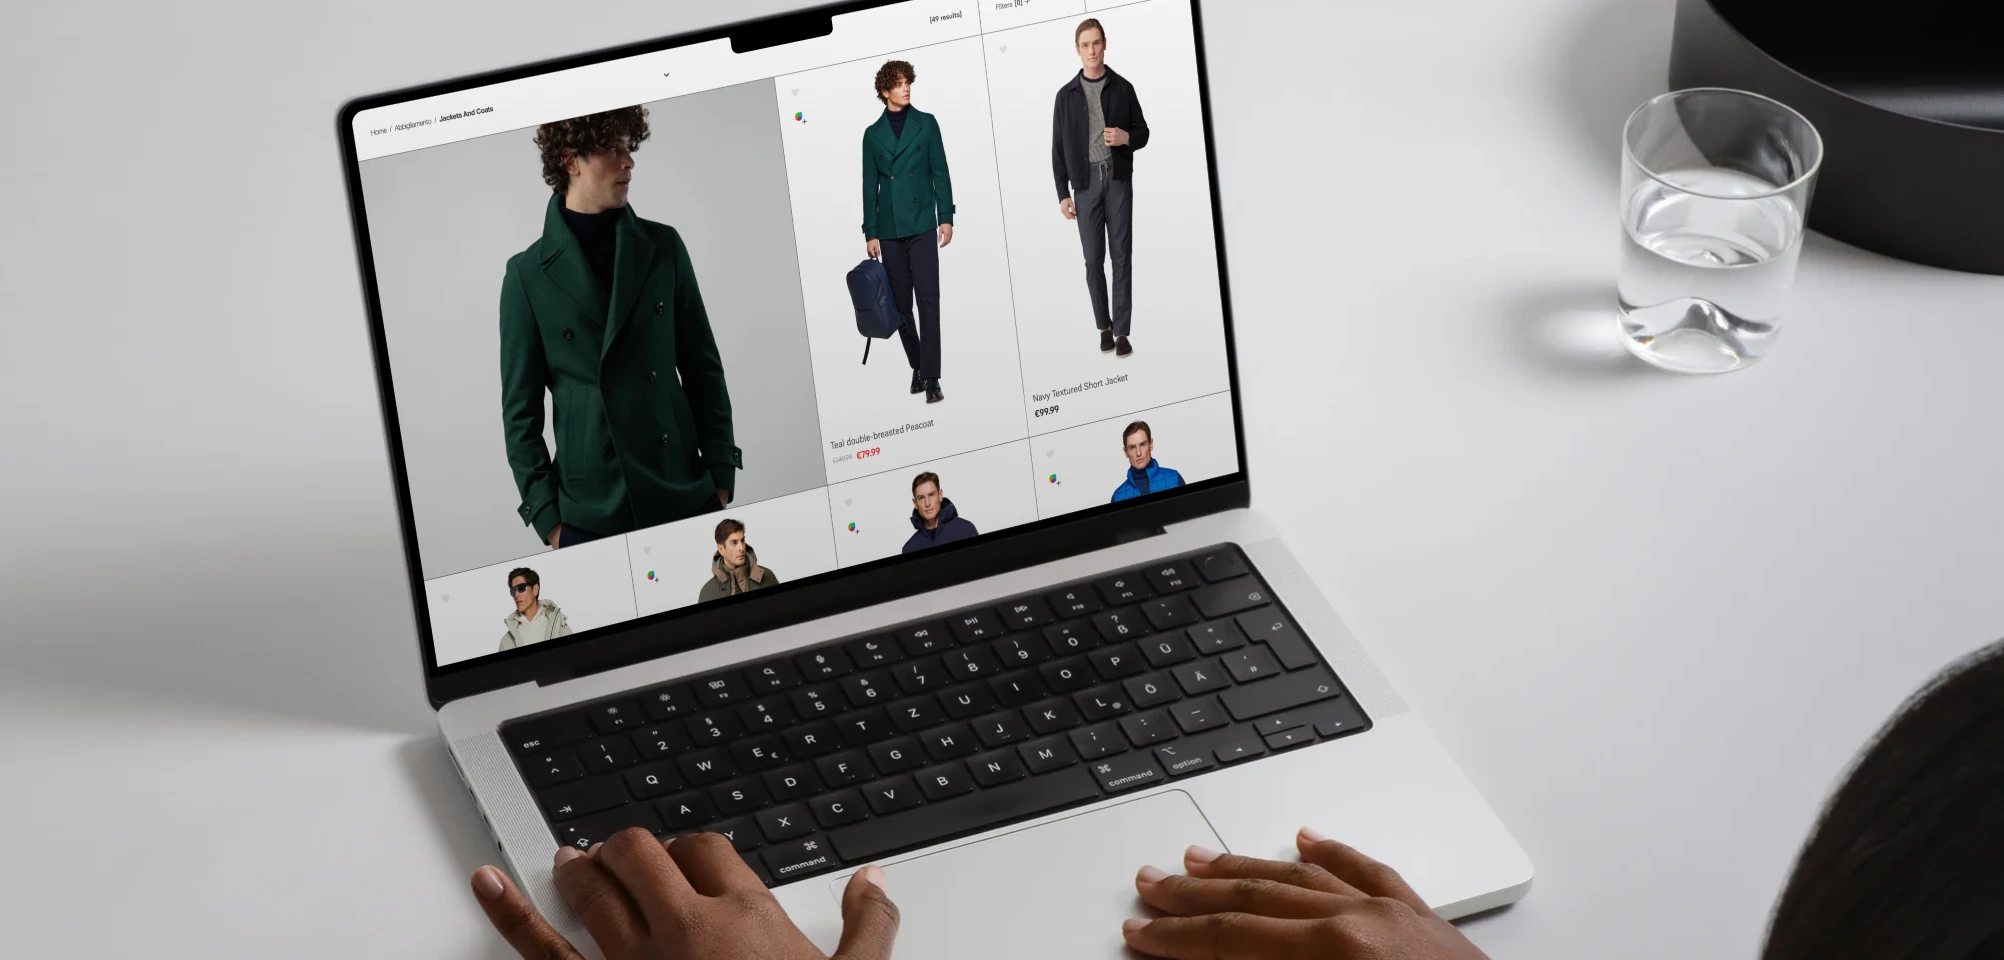 [49 results]
Filters [0] +
Home / Abbigliamento / Jackets And Coats
Teal double-breasted Peacoat
€149.99 €79.99
Navy Textured Short Jacket
€99.99
esc F1 F2 F3 F4 F5 F6 F7 F8 F9 F10 F11 F12
° ^ ! 1 " 2 § 3 $ 4 % 5 & 6 / 7 ( 8 ) 9 = 0 ? ß ` ´
Q W E € R T Z U I O P Ü * +
A S D F G H J K L @ Ö Ä ' #
Y X C V B N M ; , : . _ -
command command option